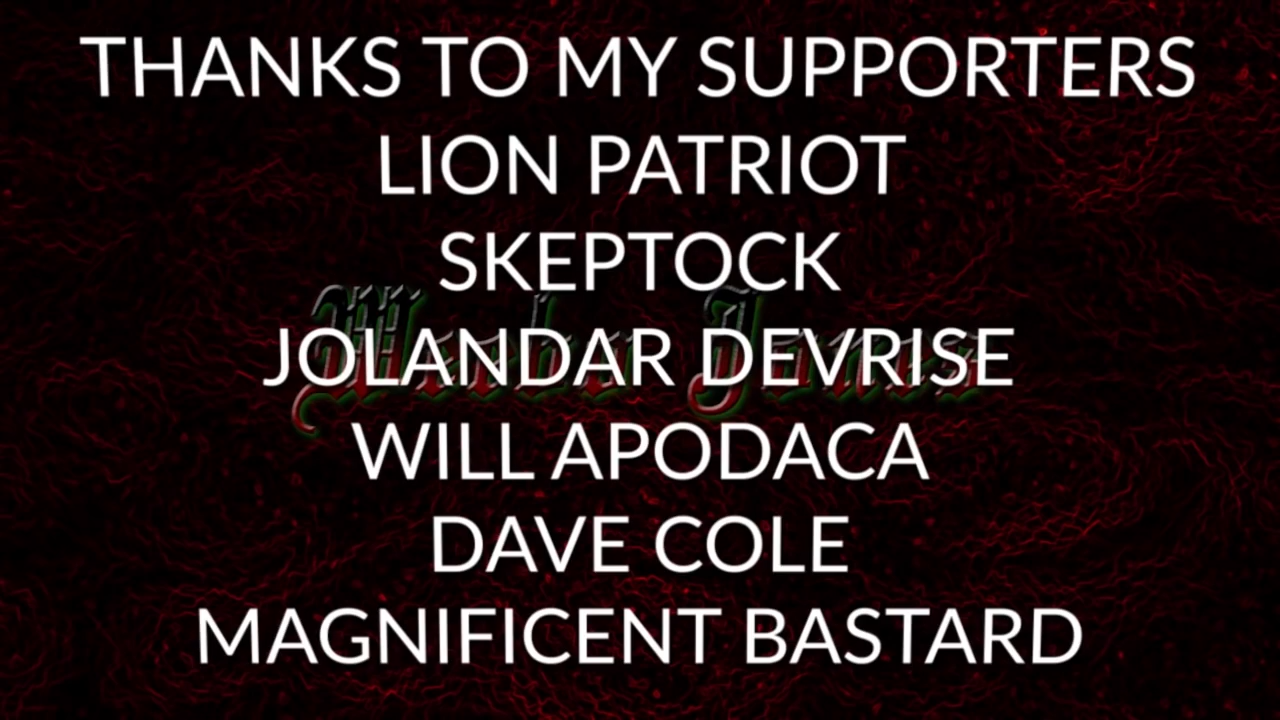 THANKS TO MY SUPPORTERS
LION PATRIOT
SKEPTOCK
JOLANDAR DEVRISE
WILL APODACA
DAVE COLE
MAGNIFICENT BASTARD